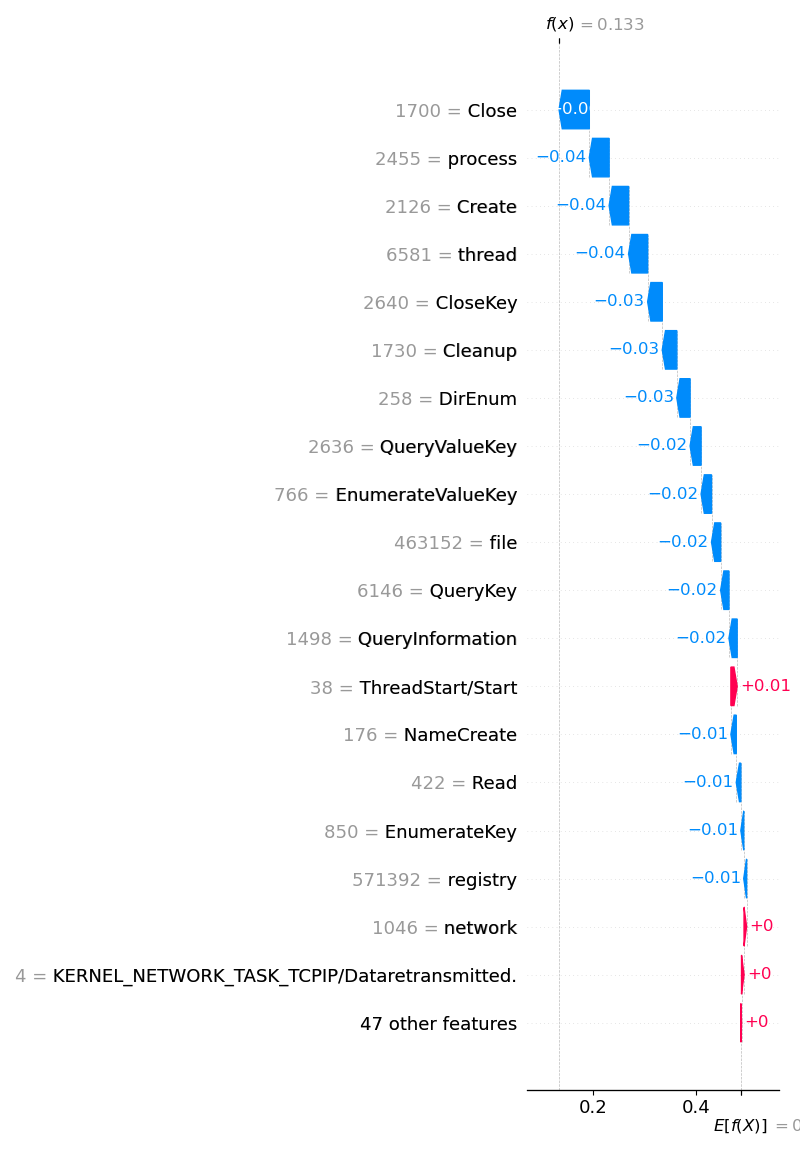 f(x) = 0.133
1700 = Close
−0.0
2455 = process
−0.04
2126 = Create
−0.04
6581 = thread
−0.04
2640 = CloseKey
−0.03
1730 = Cleanup
−0.03
258 = DirEnum
−0.03
2636 = QueryValueKey
−0.02
766 = EnumerateValueKey
−0.02
463152 = file
−0.02
6146 = QueryKey
−0.02
1498 = QueryInformation
−0.02
38 = ThreadStart/Start
+0.01
176 = NameCreate
−0.01
422 = Read
−0.01
850 = EnumerateKey
−0.01
571392 = registry
−0.01
1046 = network
+0
4 = KERNEL_NETWORK_TASK_TCPIP/Dataretransmitted.
+0
47 other features
+0
0.2 0.4
E[f(X)] = 0